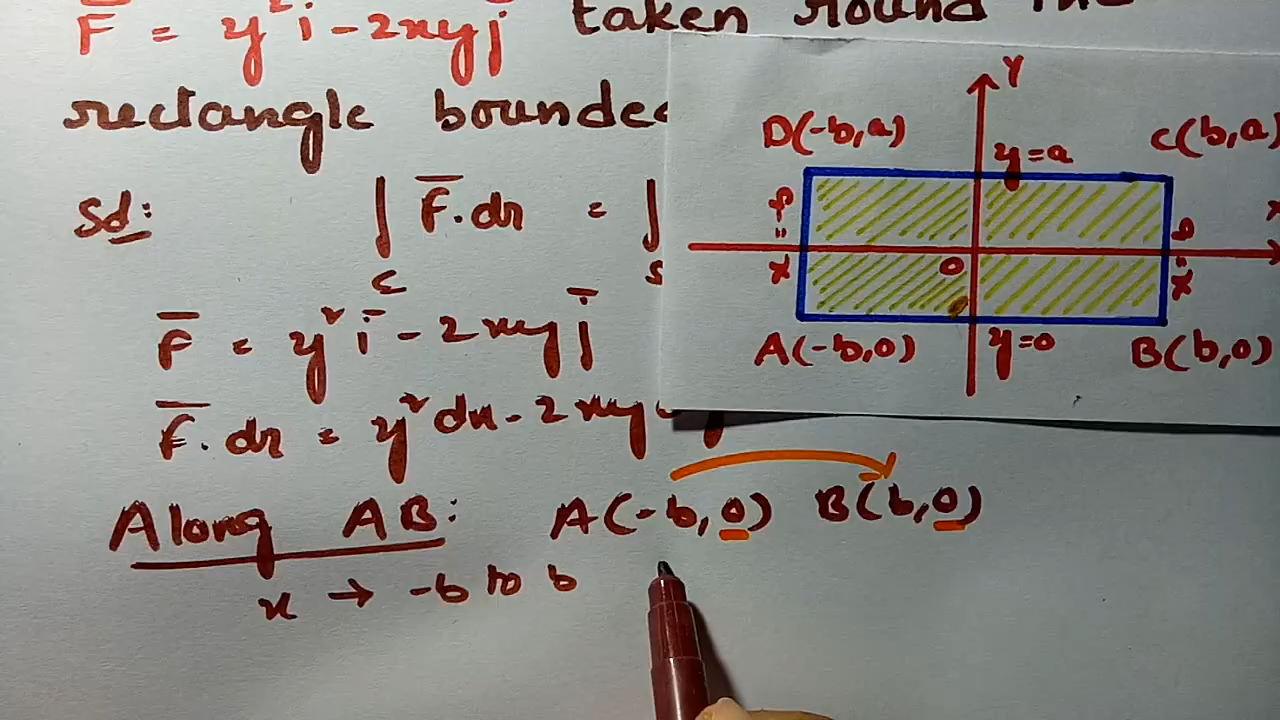 F̅ = y² i - 2xy j taken round the
rectangle bounded
Sol:
∫ F̅.dr = ∫
c s
F̅ = y² i̅ - 2xy j̅
F̅.dr = y² dx - 2xy
Along AB: A(-b, 0) B(b, 0)
x → -b to b
Y
D(-b,a) C(b,a)
y=a
x=-b
x=b
O
A(-b,0) y=0 B(b,0)